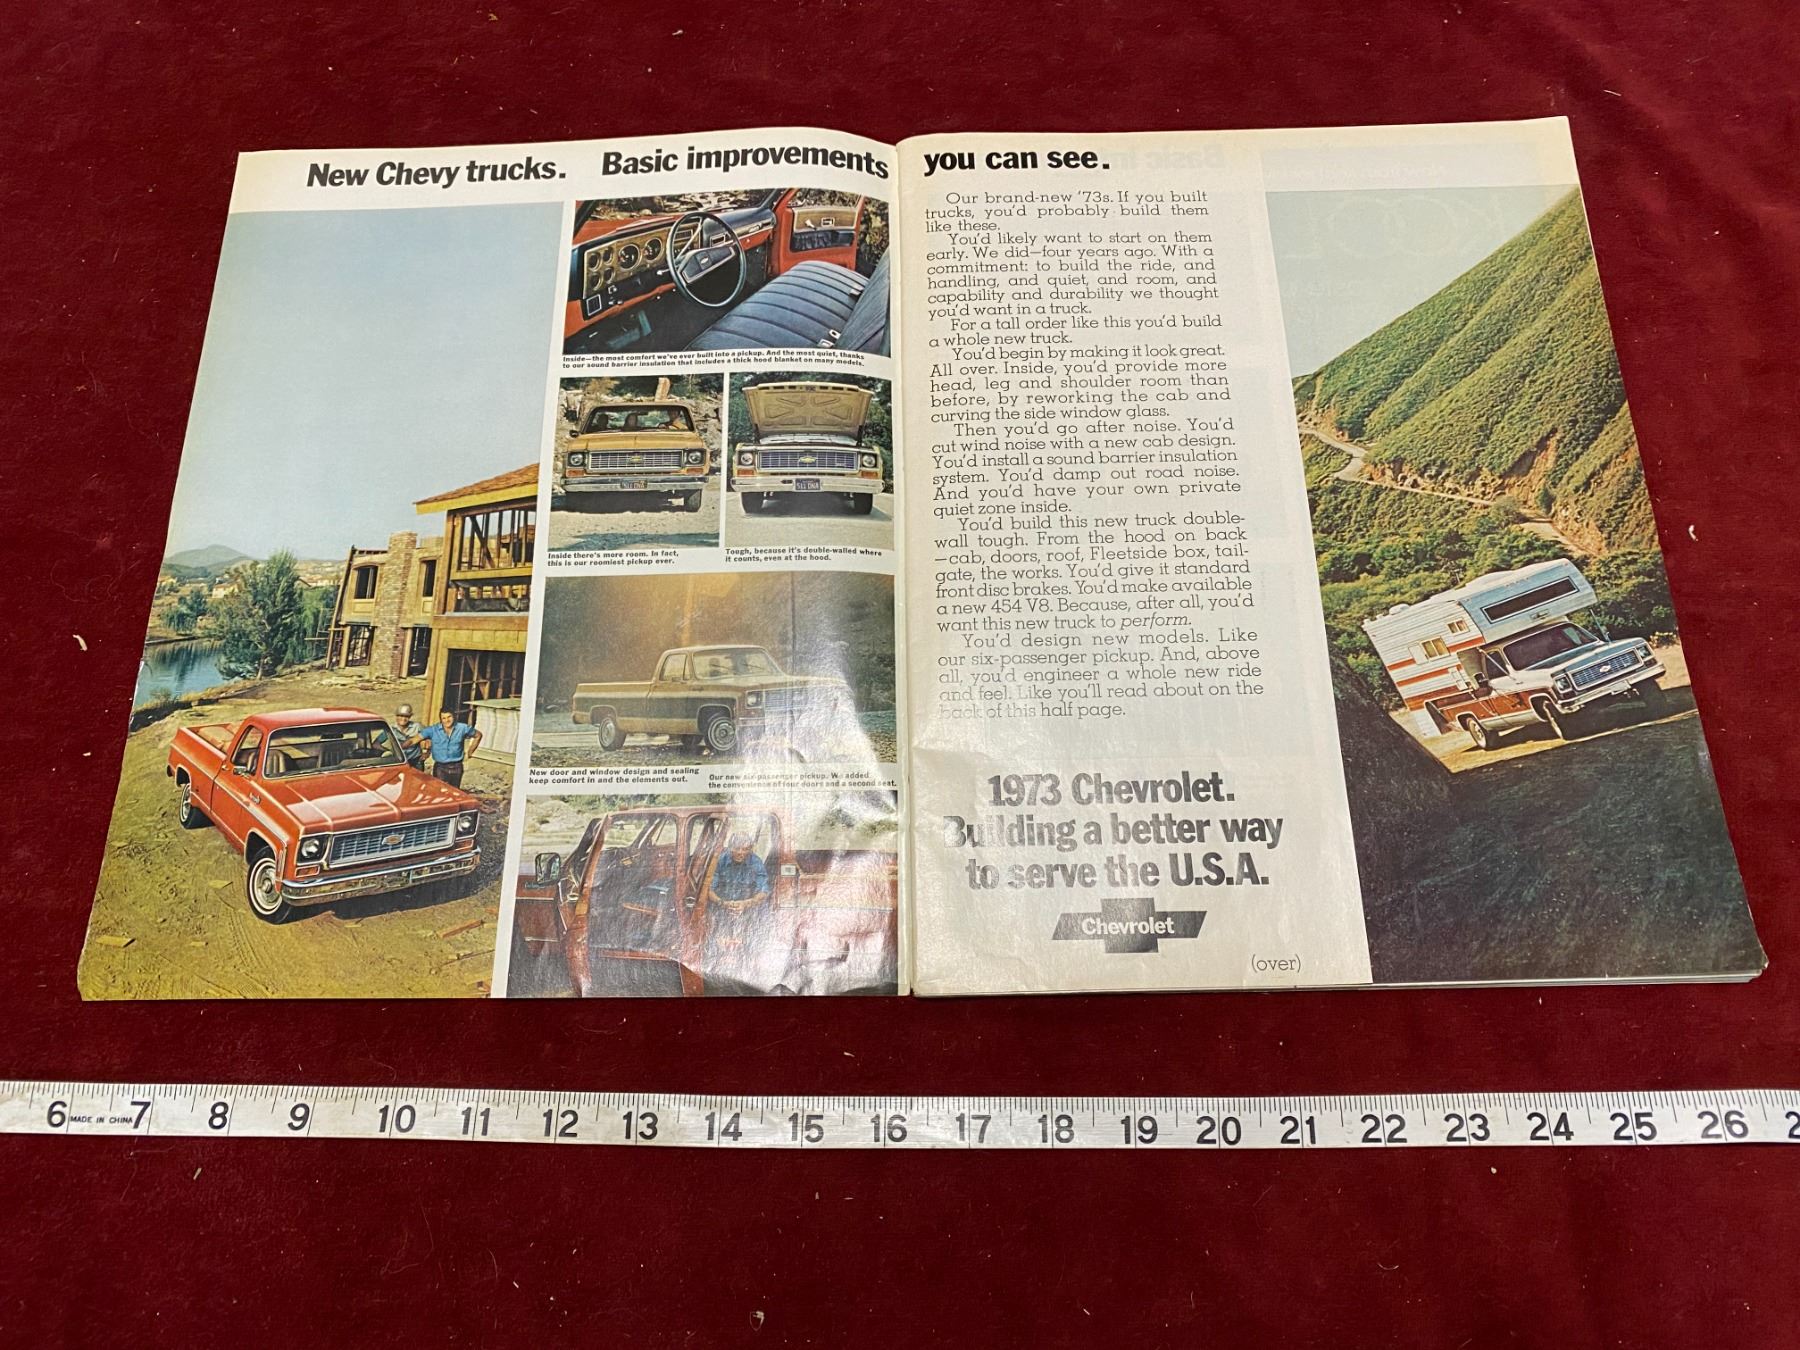 New Chevy trucks. Basic improvements you can see.
Inside—the most comfort we've ever built into a pickup. And the most quiet, thanks
to our sound barrier insulation that includes a thick hood blanket on many models.
Inside there's more room. In fact,
this is our roomiest pickup ever.
Tough, because it's double-walled where
it counts, even at the hood.
New door and window design and sealing
keep comfort in and the elements out.
Our new six-passenger pickup. We added
the convenience of four doors and a second seat.
Our brand-new '73s. If you built
trucks, you'd probably build them
like these.
You'd likely want to start on them
early. We did—four years ago. With a
commitment: to build the ride, and
handling, and quiet, and room, and
capability and durability we thought
you'd want in a truck.
For a tall order like this you'd build
a whole new truck.
You'd begin by making it look great.
All over. Inside, you'd provide more
head, leg and shoulder room than
before, by reworking the cab and
curving the side window glass.
Then you'd go after noise. You'd
cut wind noise with a new cab design.
You'd install a sound barrier insulation
system. You'd damp out road noise.
And you'd have your own private
quiet zone inside.
You'd build this new truck double-
wall tough. From the hood on back
—cab, doors, roof, Fleetside box, tail-
gate, the works. You'd give it standard
front disc brakes. You'd make available
a new 454 V8. Because, after all, you'd
want this new truck to perform.
You'd design new models. Like
our six-passenger pickup. And, above
all, you'd engineer a whole new ride
and feel. Like you'll read about on the
back of this half page.
1973 Chevrolet.
Building a better way
to serve the U.S.A.
Chevrolet
(over)
6 MADE IN CHINA 7 8 9 10 11 12 13 14 15 16 17 18 19 20 21 22 23 24 25 26 2